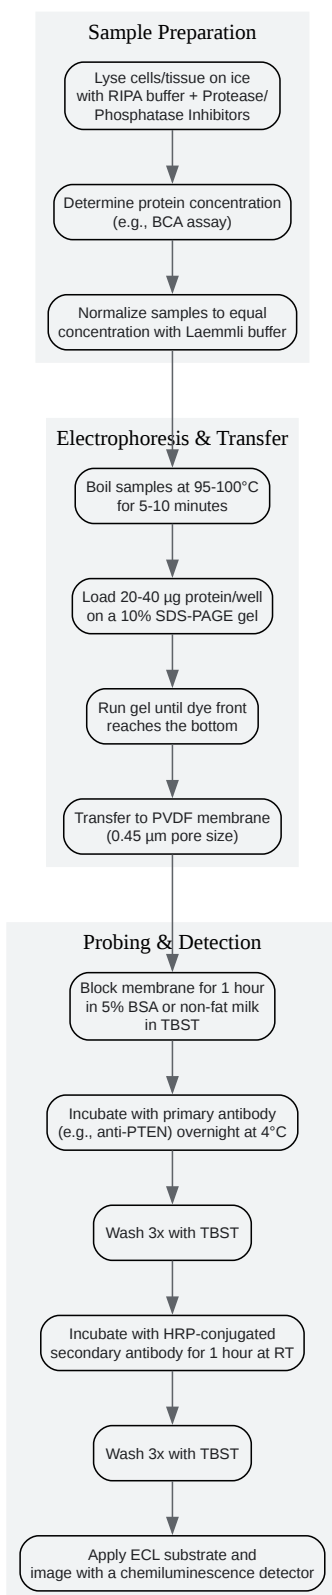 Sample Preparation
Lyse cells/tissue on ice
with RIPA buffer + Protease/
Phosphatase Inhibitors
Determine protein concentration
(e.g., BCA assay)
Normalize samples to equal
concentration with Laemmli buffer
Electrophoresis & Transfer
Boil samples at 95-100°C
for 5-10 minutes
Load 20-40 µg protein/well
on a 10% SDS-PAGE gel
Run gel until dye front
reaches the bottom
Transfer to PVDF membrane
(0.45 µm pore size)
Probing & Detection
Block membrane for 1 hour
in 5% BSA or non-fat milk
in TBST
Incubate with primary antibody
(e.g., anti-PTEN) overnight at 4°C
Wash 3x with TBST
Incubate with HRP-conjugated
secondary antibody for 1 hour at RT
Wash 3x with TBST
Apply ECL substrate and
image with a chemiluminescence detector